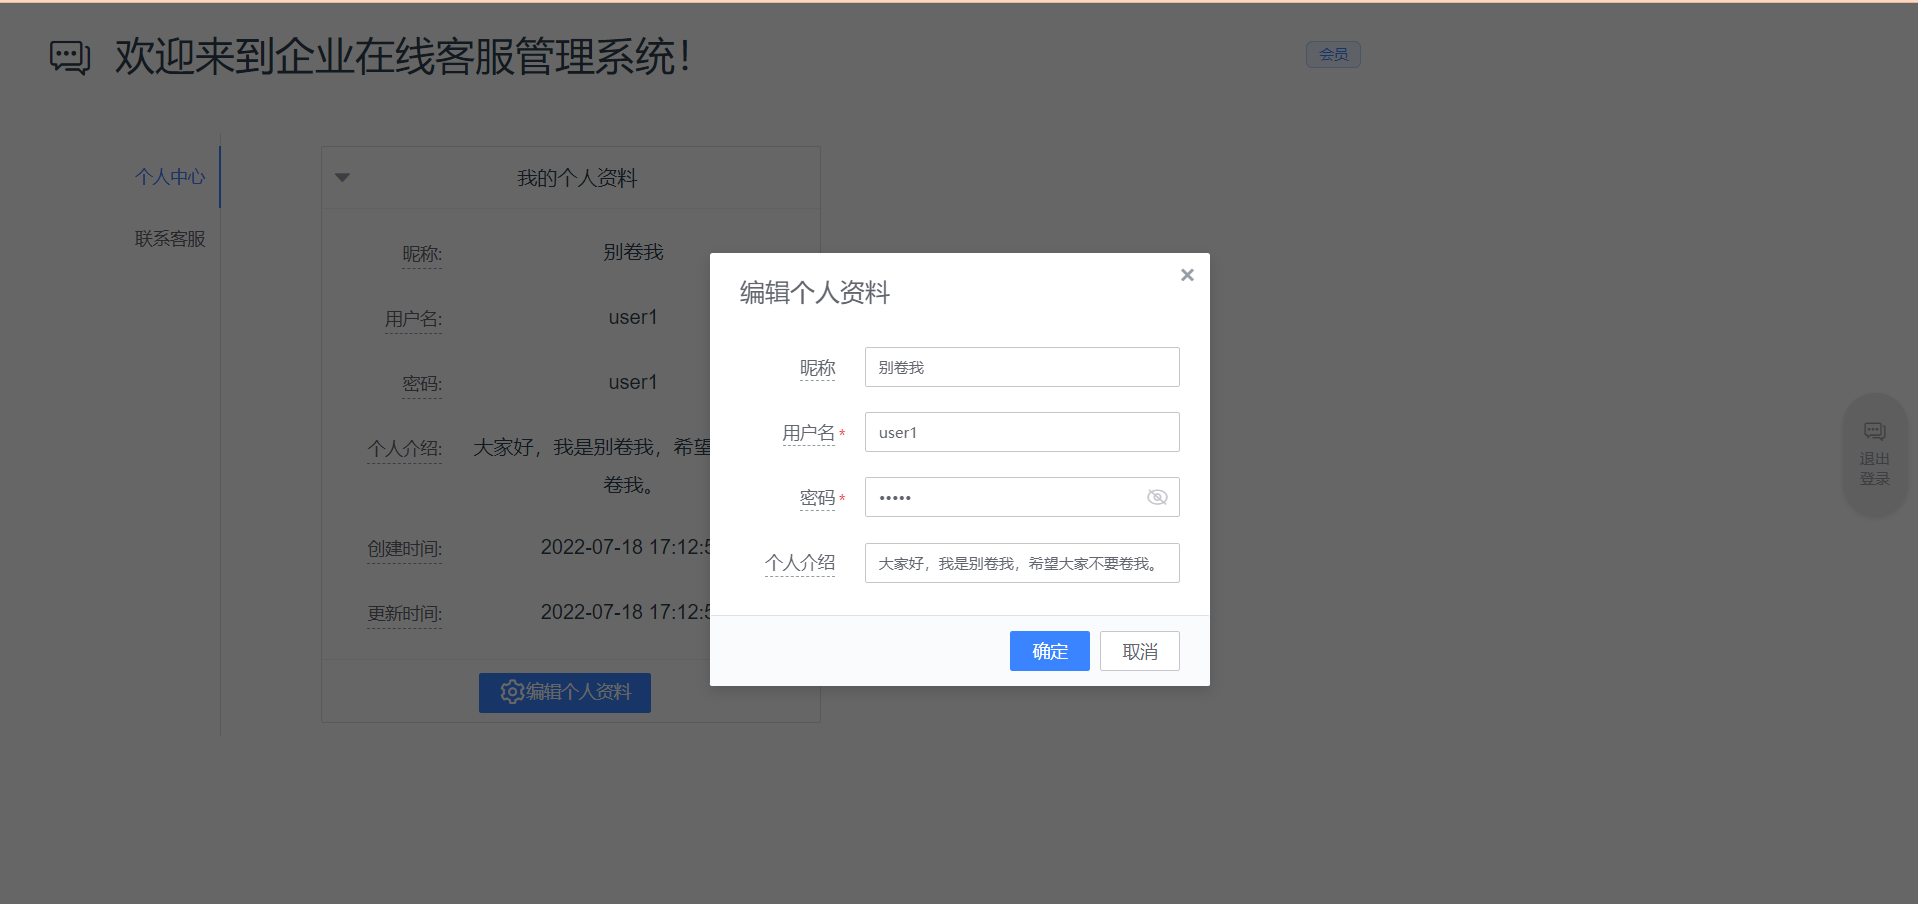 欢迎来到企业在线客服管理系统！
会员
个人中心
联系客服
我的个人资料
昵称: 别卷我
用户名: user1
密码: user1
个人介绍: 大家好，我是别卷我，希望
卷我。
创建时间: 2022-07-18 17:12:5
更新时间: 2022-07-18 17:12:5
编辑个人资料
编辑个人资料
昵称 别卷我
用户名* user1
密码* •••••
个人介绍 大家好，我是别卷我，希望大家不要卷我。
确定 取消
退出
登录